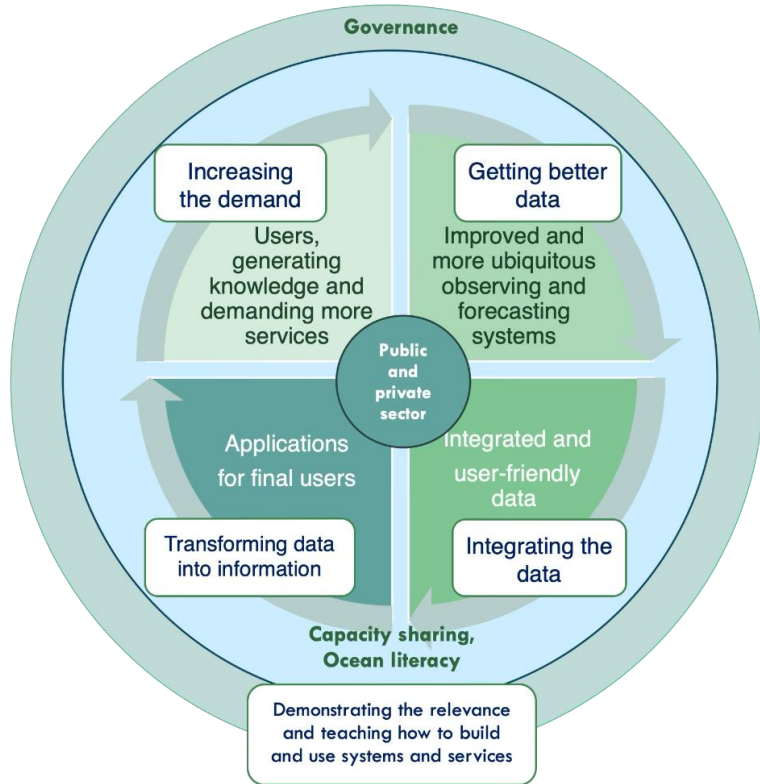 Governance
Increasing
the demand
Users,
generating
knowledge and
demanding more
services
Getting better
data
Improved and
more ubiquitous
observing and
forecasting
systems
Public
and
private
sector
Applications
for final users
Transforming data
into information
Integrated and
user-friendly
data
Integrating the
data
Capacity sharing,
Ocean literacy
Demonstrating the relevance
and teaching how to build
and use systems and services